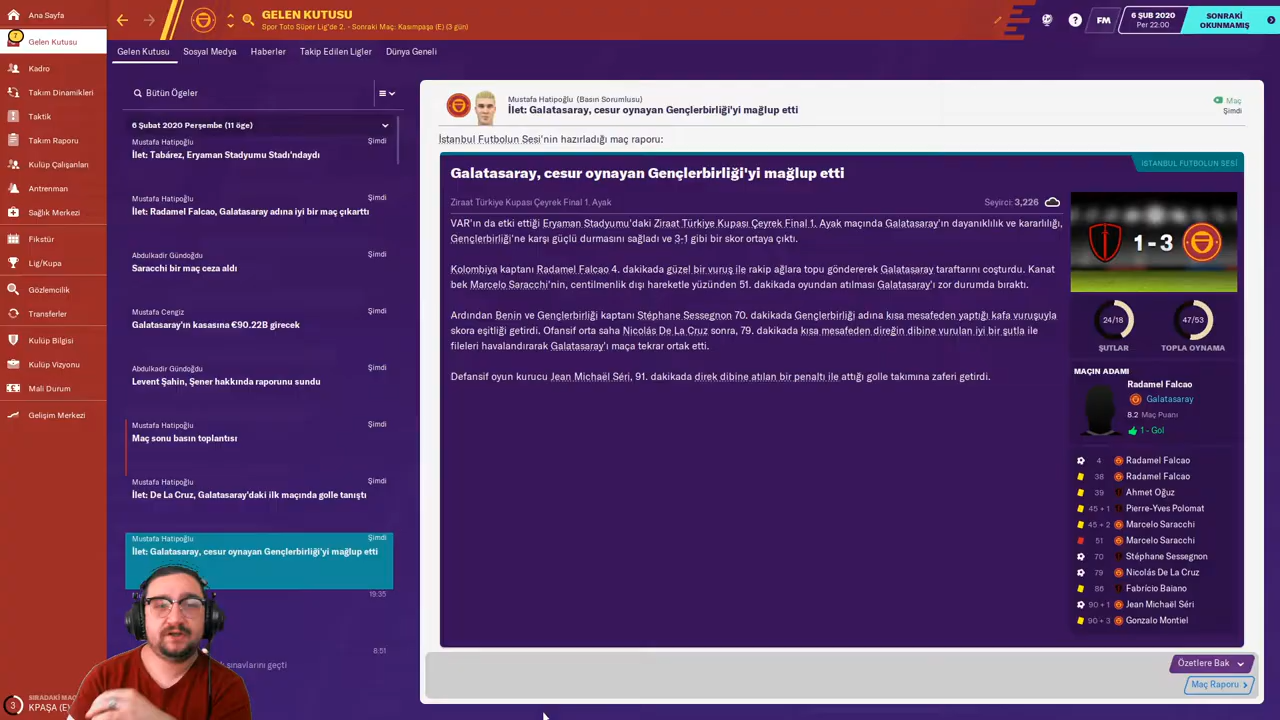 Ana Sayfa
7
Gelen Kutusu
Kadro
Takım Dinamikleri
Taktik
Takım Raporu
Kulüp Çalışanları
Antrenman
Sağlık Merkezi
Fikstür
Lig/Kupa
Gözlemcilik
Transferler
Kulüp Bilgisi
Kulüp Vizyonu
Mali Durum
Gelişim Merkezi
3
SIRADAKİ MAÇ
KPAŞA (E)
GELEN KUTUSU
Spor Toto Süper Lig'de 2. - Sonraki Maç: Kasımpaşa (E) (3 gün)
?
FM
6 ŞUB 2020
Per 22:00
SONRAKİ
OKUNMAMIŞ
Gelen Kutusu
Sosyal Medya
Haberler
Takip Edilen Ligler
Dünya Geneli
Bütün Ögeler
6 Şubat 2020 Perşembe (11 öge)
Mustafa Hatipoğlu Şimdi
İlet: Tabárez, Eryaman Stadyumu Stadı'ndaydı
Mustafa Hatipoğlu Şimdi
İlet: Radamel Falcao, Galatasaray adına iyi bir maç çıkarttı
Abdulkadir Gündoğdu Şimdi
Saracchi bir maç ceza aldı
Mustafa Cengiz Şimdi
Galatasaray'ın kasasına €90.22B girecek
Abdulkadir Gündoğdu Şimdi
Levent Şahin, Şener hakkında raporunu sundu
Mustafa Hatipoğlu Şimdi
Maç sonu basın toplantısı
Mustafa Hatipoğlu Şimdi
İlet: De La Cruz, Galatasaray'daki ilk maçında golle tanıştı
Mustafa Hatipoğlu Şimdi
İlet: Galatasaray, cesur oynayan Gençlerbirliği'yi mağlup etti
19:35
8:51
sınavlarını geçti
Mustafa Hatipoğlu (Basın Sorumlusu)
İlet: Galatasaray, cesur oynayan Gençlerbirliği'yi mağlup etti
Maç
Şimdi
İstanbul Futbolun Sesi'nin hazırladığı maç raporu:
İSTANBUL FUTBOLUN SESİ
Galatasaray, cesur oynayan Gençlerbirliği'yi mağlup etti
Ziraat Türkiye Kupası Çeyrek Final 1. Ayak
Seyirci: 3,226
VAR'ın da etki ettiği Eryaman Stadyumu'daki Ziraat Türkiye Kupası Çeyrek Final 1. Ayak maçında Galatasaray'ın dayanıklılık ve kararlılığı,
Gençlerbirliği'ne karşı güçlü durmasını sağladı ve 3-1 gibi bir skor ortaya çıktı.
Kolombiya kaptanı Radamel Falcao 4. dakikada güzel bir vuruş ile rakip ağlara topu göndererek Galatasaray taraftarını coşturdu. Kanat
bek Marcelo Saracchi'nin, centilmenlik dışı hareketle yüzünden 51. dakikada oyundan atılması Galatasaray'ı zor durumda bıraktı.
Ardından Benin ve Gençlerbirliği kaptanı Stéphane Sessegnon 70. dakikada Gençlerbirliği adına kısa mesafeden yaptığı kafa vuruşuyla
skora eşitliği getirdi. Ofansif orta saha Nicolás De La Cruz sonra, 79. dakikada kısa mesafeden direğin dibine vurulan iyi bir şutla ile
fileleri havalandırarak Galatasaray'ı maça tekrar ortak etti.
Defansif oyun kurucu Jean Michaël Séri, 91. dakikada direk dibine atılan bir penaltı ile attığı golle takımına zaferi getirdi.
1 - 3
24/18
ŞUTLAR
47/53
TOPLA OYNAMA
MAÇIN ADAMI
Radamel Falcao
Galatasaray
8.2 Maç Puanı
1 - Gol
4 Radamel Falcao
38 Radamel Falcao
39 Ahmet Oğuz
45 + 1 Pierre-Yves Polomat
45 + 2 Marcelo Saracchi
51 Marcelo Saracchi
70 Stéphane Sessegnon
79 Nicolás De La Cruz
86 Fabrício Baiano
90 + 1 Jean Michaël Séri
90 + 3 Gonzalo Montiel
Özetlere Bak
Maç Raporu